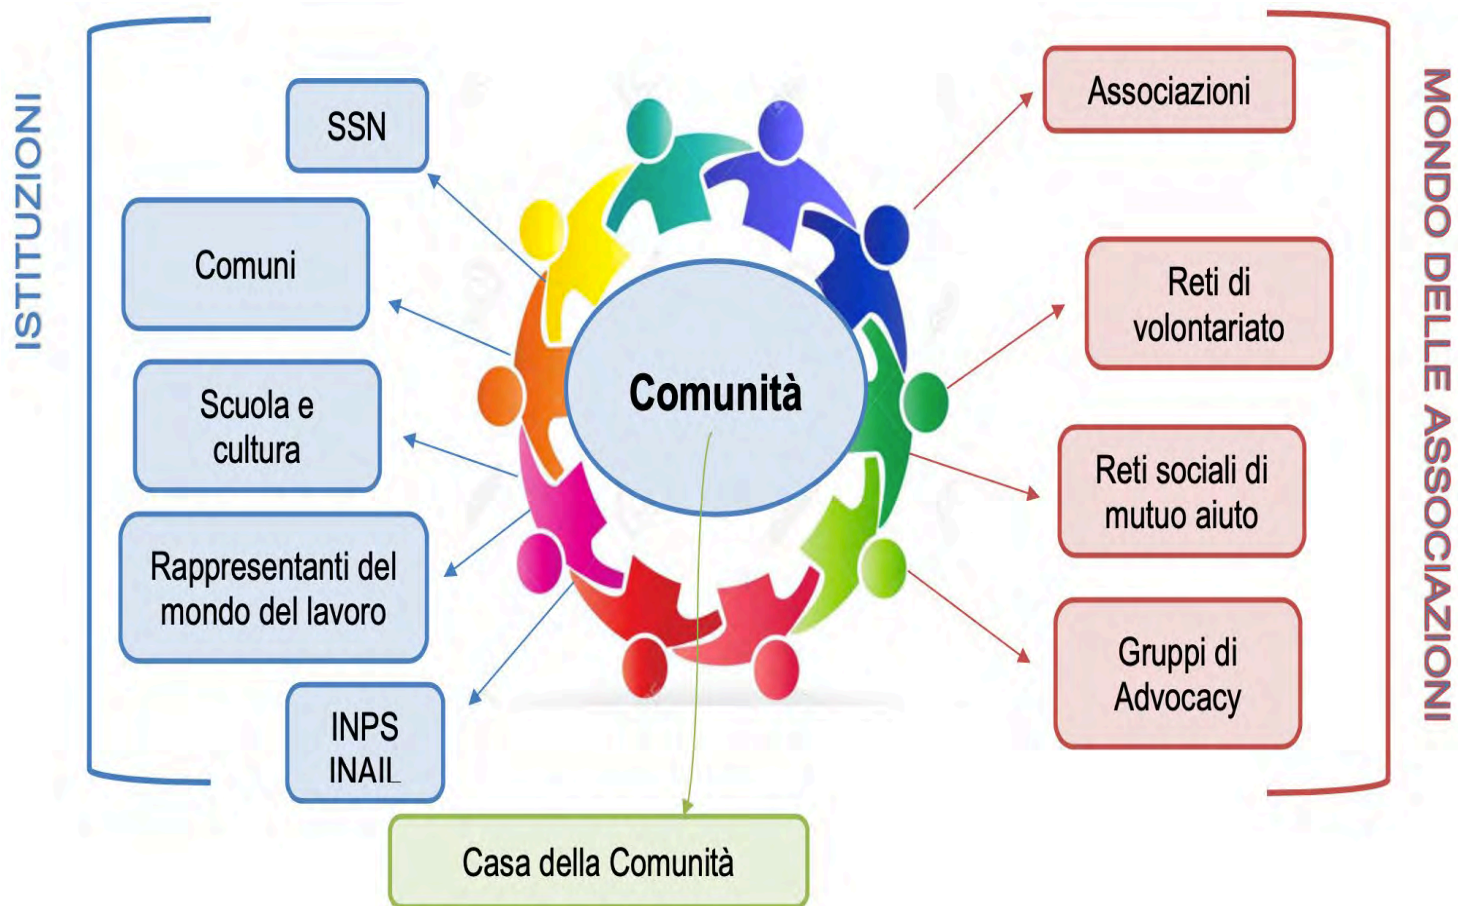 ISTITUZIONI
SSN
Comuni
Scuola e
cultura
Rappresentanti del
mondo del lavoro
INPS
INAIL
Comunità
Casa della Comunità
Associazioni
Reti di
volontariato
Reti sociali di
mutuo aiuto
Gruppi di
Advocacy
MONDO DELLE ASSOCIAZIONI